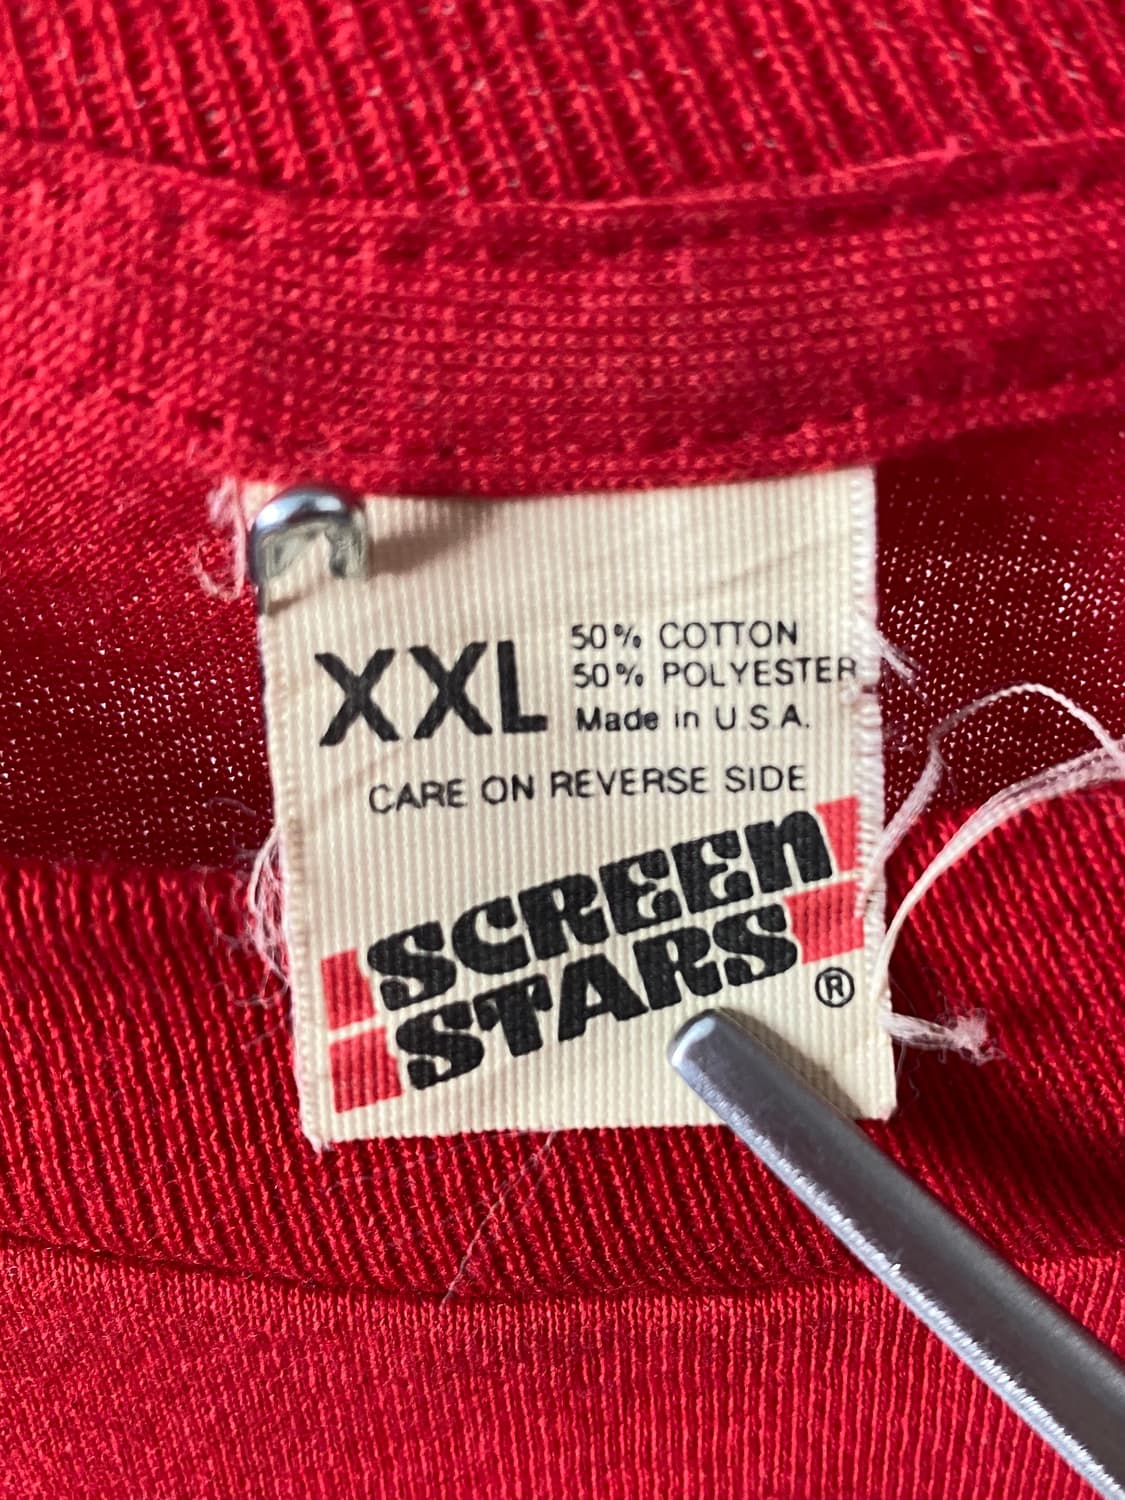 XXL
50% COTTON
50% POLYESTER
Made in U.S.A.
CARE ON REVERSE SIDE
SCREEN
STARS
®